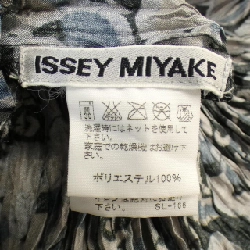 ISSEY MIYAKE
洗濯時にはネットを使用して
下さい。
家庭での乾燥機はお避け下
さい。
ポリエステル100%
SL-106